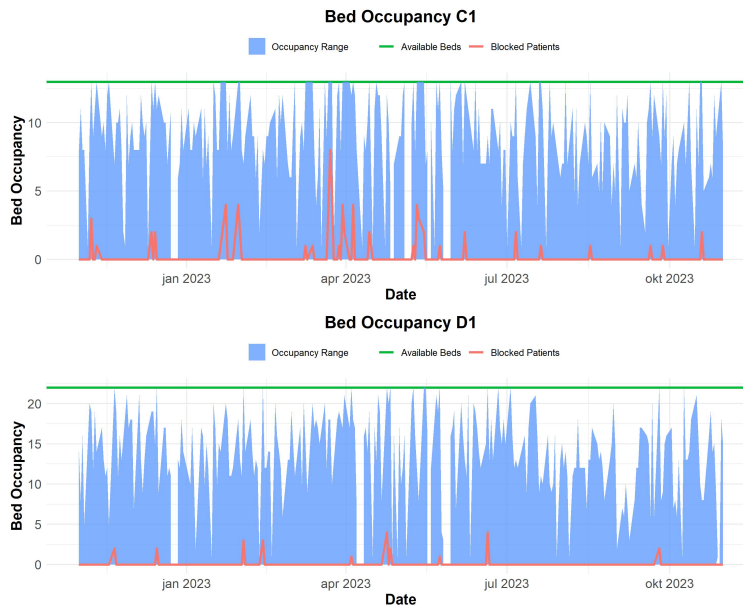 Bed Occupancy C1
Occupancy Range Available Beds Blocked Patients
Bed Occupancy
10
5
0
jan 2023 apr 2023 jul 2023 okt 2023
Date
Bed Occupancy D1
Occupancy Range Available Beds Blocked Patients
Bed Occupancy
20
15
10
5
0
jan 2023 apr 2023 jul 2023 okt 2023
Date